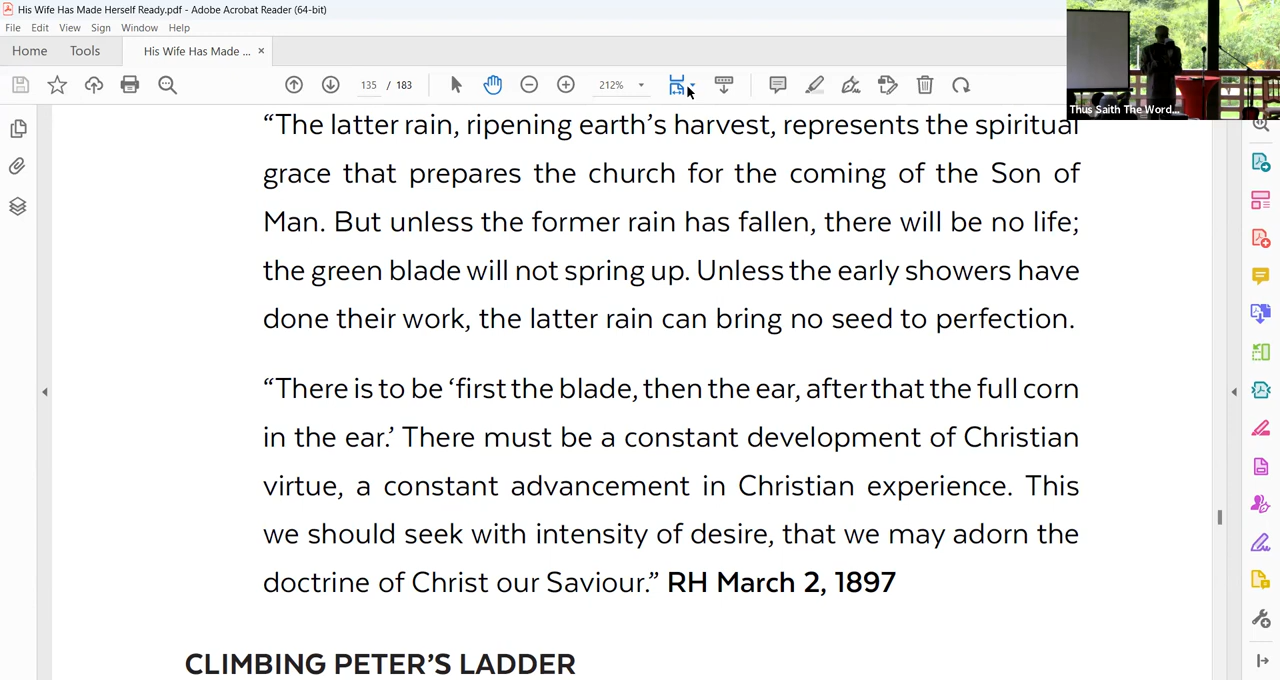 His Wife Has Made Herself Ready.pdf - Adobe Acrobat Reader (64-bit)
File Edit View Sign Window Help
Home Tools His Wife Has Made ... ×
135 / 183 212%
Thus Saith The Word...
“The latter rain, ripening earth’s harvest, represents the spiritual
grace that prepares the church for the coming of the Son of
Man. But unless the former rain has fallen, there will be no life;
the green blade will not spring up. Unless the early showers have
done their work, the latter rain can bring no seed to perfection.
“There is to be ‘first the blade, then the ear, after that the full corn
in the ear.’ There must be a constant development of Christian
virtue, a constant advancement in Christian experience. This
we should seek with intensity of desire, that we may adorn the
doctrine of Christ our Saviour.” RH March 2, 1897
CLIMBING PETER’S LADDER